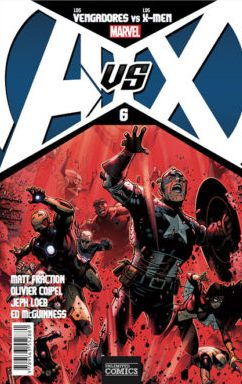 LOS VENGADORES VS LOS X-MEN
MARVEL
A VS X
6
MATT FRACTION
OLIVIER COIPEL
JEPH LOEB
ED McGUINNESS
UNLIMITED
COMICS